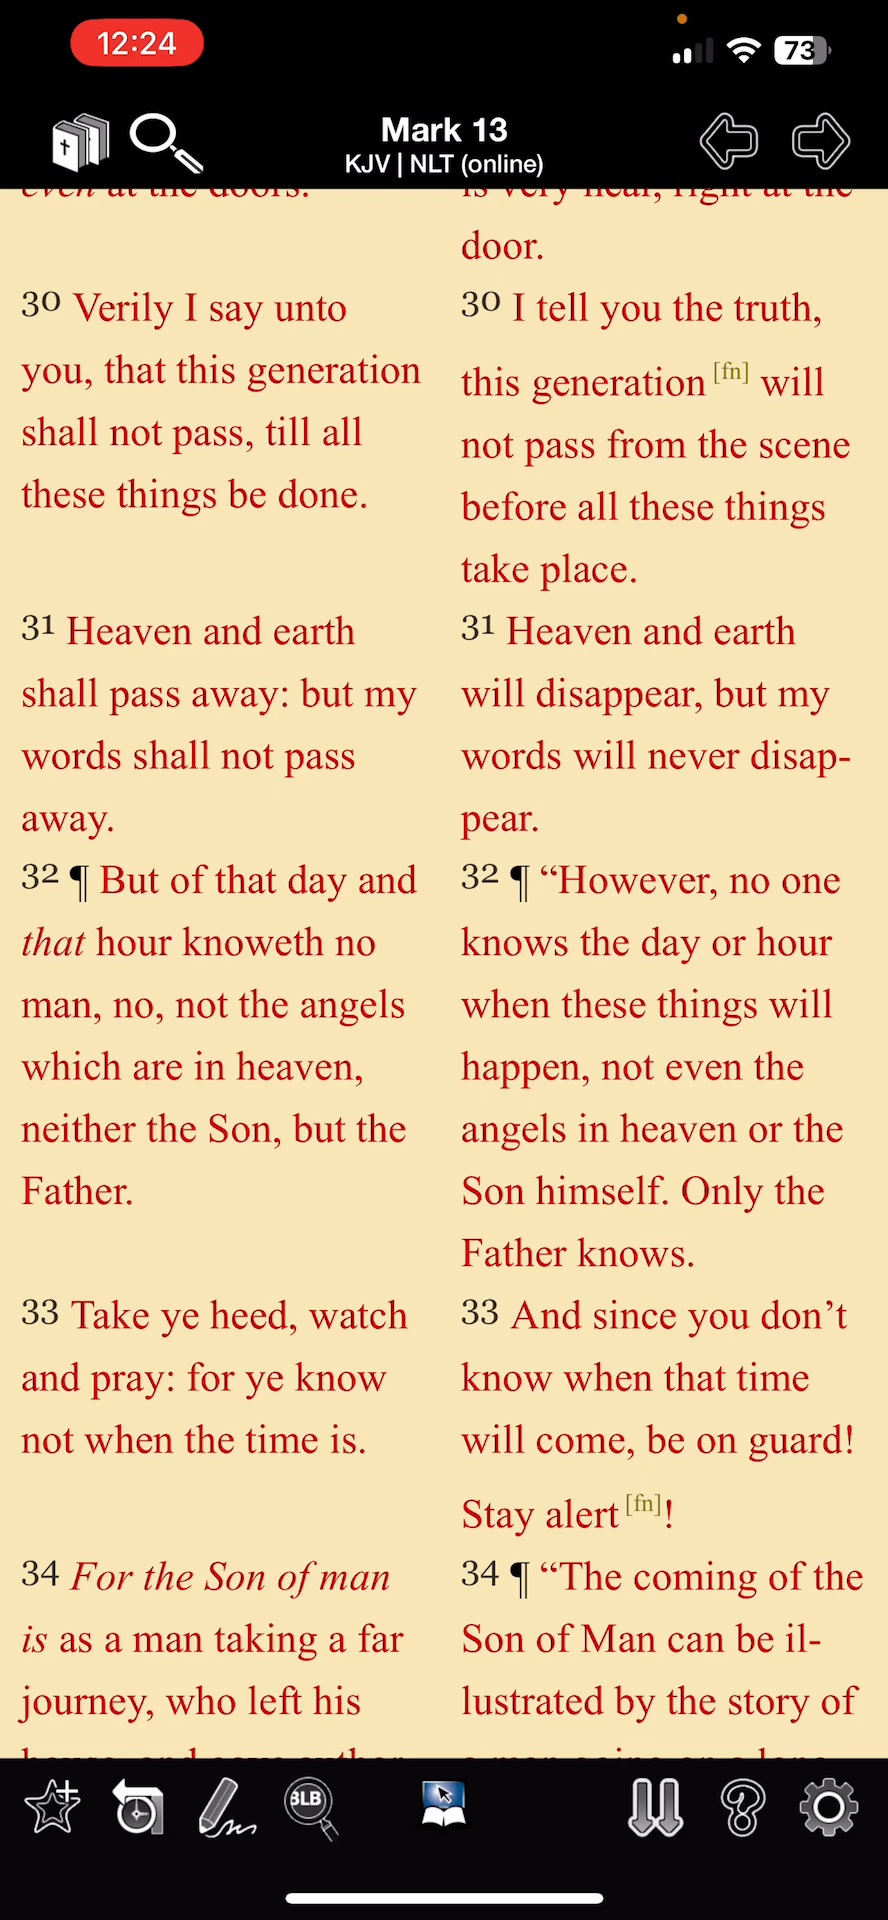 12:24
73
Mark 13
KJV | NLT (online)
even at the doors.
30 Verily I say unto
you, that this generation
shall not pass, till all
these things be done.
31 Heaven and earth
shall pass away: but my
words shall not pass
away.
32 ¶ But of that day and
that hour knoweth no
man, no, not the angels
which are in heaven,
neither the Son, but the
Father.
33 Take ye heed, watch
and pray: for ye know
not when the time is.
34 For the Son of man
is as a man taking a far
journey, who left his
is very near, right at the
door.
30 I tell you the truth,
this generation [fn] will
not pass from the scene
before all these things
take place.
31 Heaven and earth
will disappear, but my
words will never disap-
pear.
32 ¶ “However, no one
knows the day or hour
when these things will
happen, not even the
angels in heaven or the
Son himself. Only the
Father knows.
33 And since you don’t
know when that time
will come, be on guard!
Stay alert [fn]!
34 ¶ “The coming of the
Son of Man can be il-
lustrated by the story of
BLB